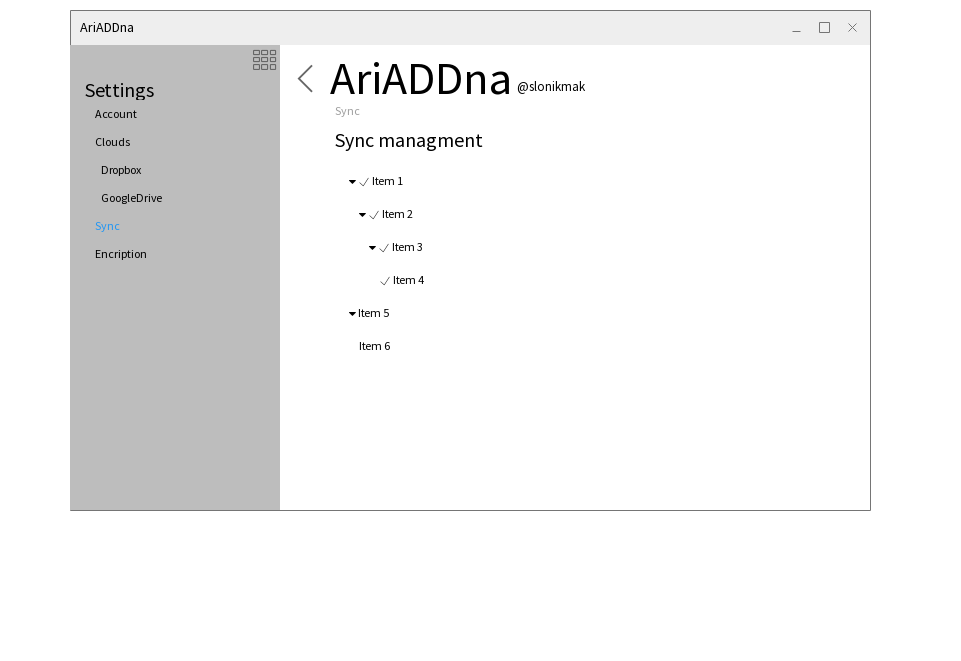 AriADDna
Settings
Account
Clouds
Dropbox
GoogleDrive
Sync
Encription
AriADDna @slonikmak
Sync
Sync managment
Item 1
Item 2
Item 3
Item 4
Item 5
Item 6